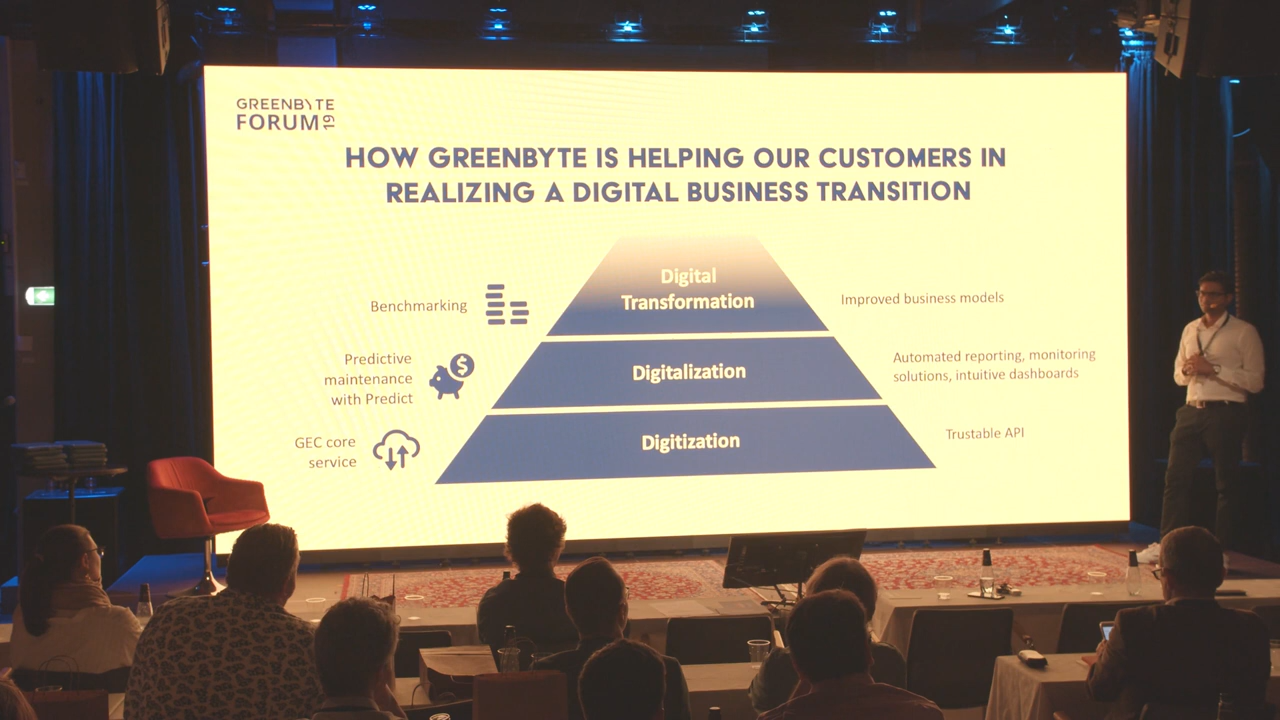 GREENBYTE
FORUM 19
HOW GREENBYTE IS HELPING OUR CUSTOMERS IN
REALIZING A DIGITAL BUSINESS TRANSITION
Digital
Transformation
Benchmarking
Improved business models
Predictive
maintenance
with Predict
Digitalization
Automated reporting, monitoring
solutions, intuitive dashboards
GEC core
service
Digitization
Trustable API